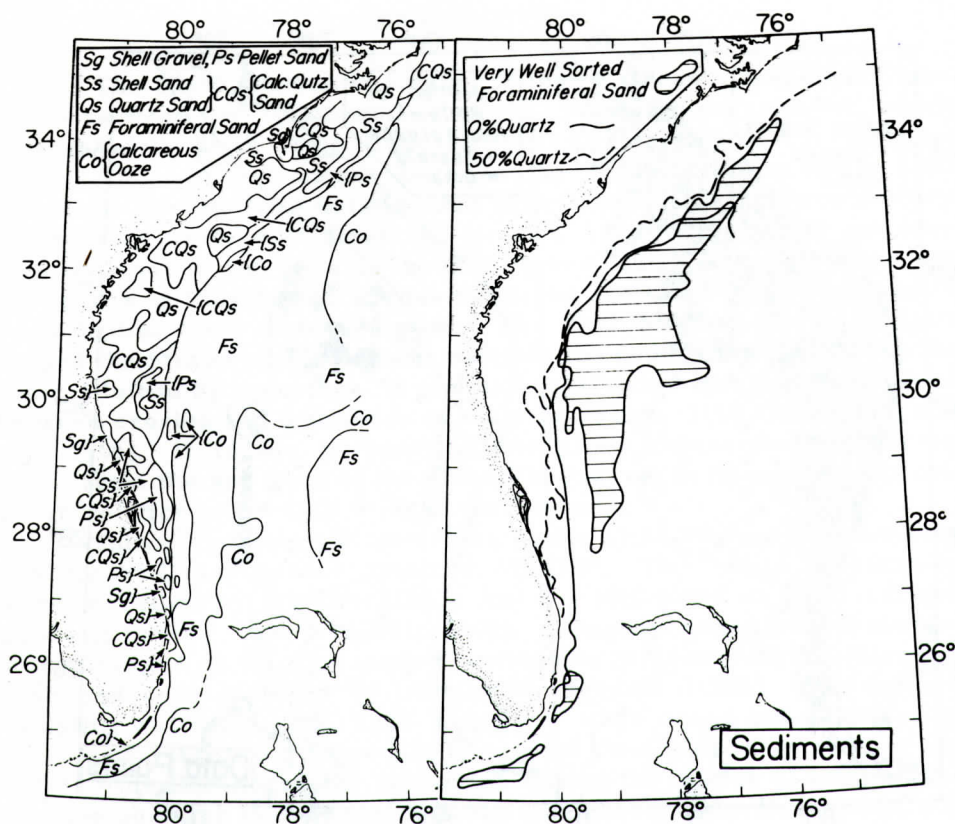 80° 78° 76°
Sg Shell Gravel, Ps Pellet Sand
Ss Shell Sand } CQs { Calc. Qutz
Qs Quartz Sand } Sand
Fs Foraminiferal Sand
Co { Calcareous
Ooze
CQs
Qs
34°
Sg CQs Ss
Ss Qs Ss
Qs (Ps
Fs
(CQs Co
CQs Qs (Ss
(Co
32°
Qs (CQs
CQs Fs
Ss) (Ps
Ss
30°
Sg) (Co Co
Qs) Fs
Ss
CQs)
Ps)
28°
Qs) Co Fs
CQs)
Ps)
Sg)
Qs) Fs
CQs)
26° Ps)
Co) Co
Fs
80° 78° 76°
80° 78° 76°
Very Well Sorted
Foraminiferal Sand
0%Quartz
50%Quartz
34°
32°
30°
28°
26°
Sediments
80° 78° 76°